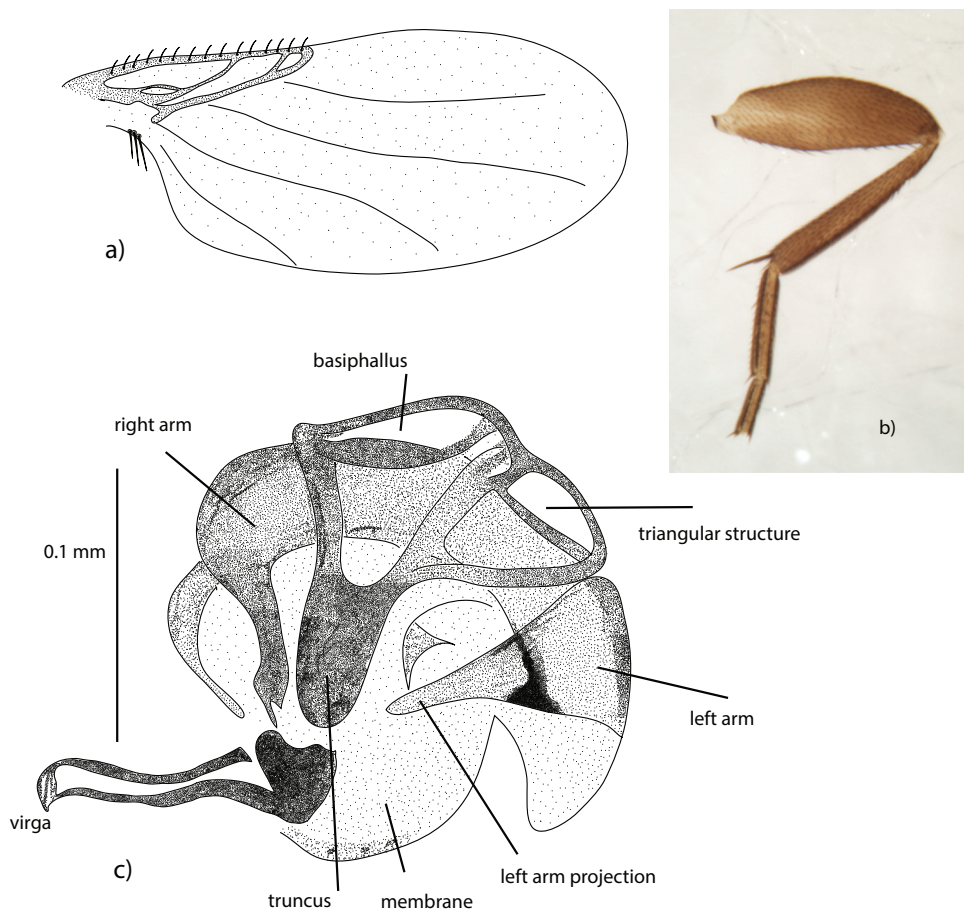 a)
b)
basiphallus
right arm
0.1 mm
triangular structure
left arm
virga
c)
left arm projection
truncus
membrane